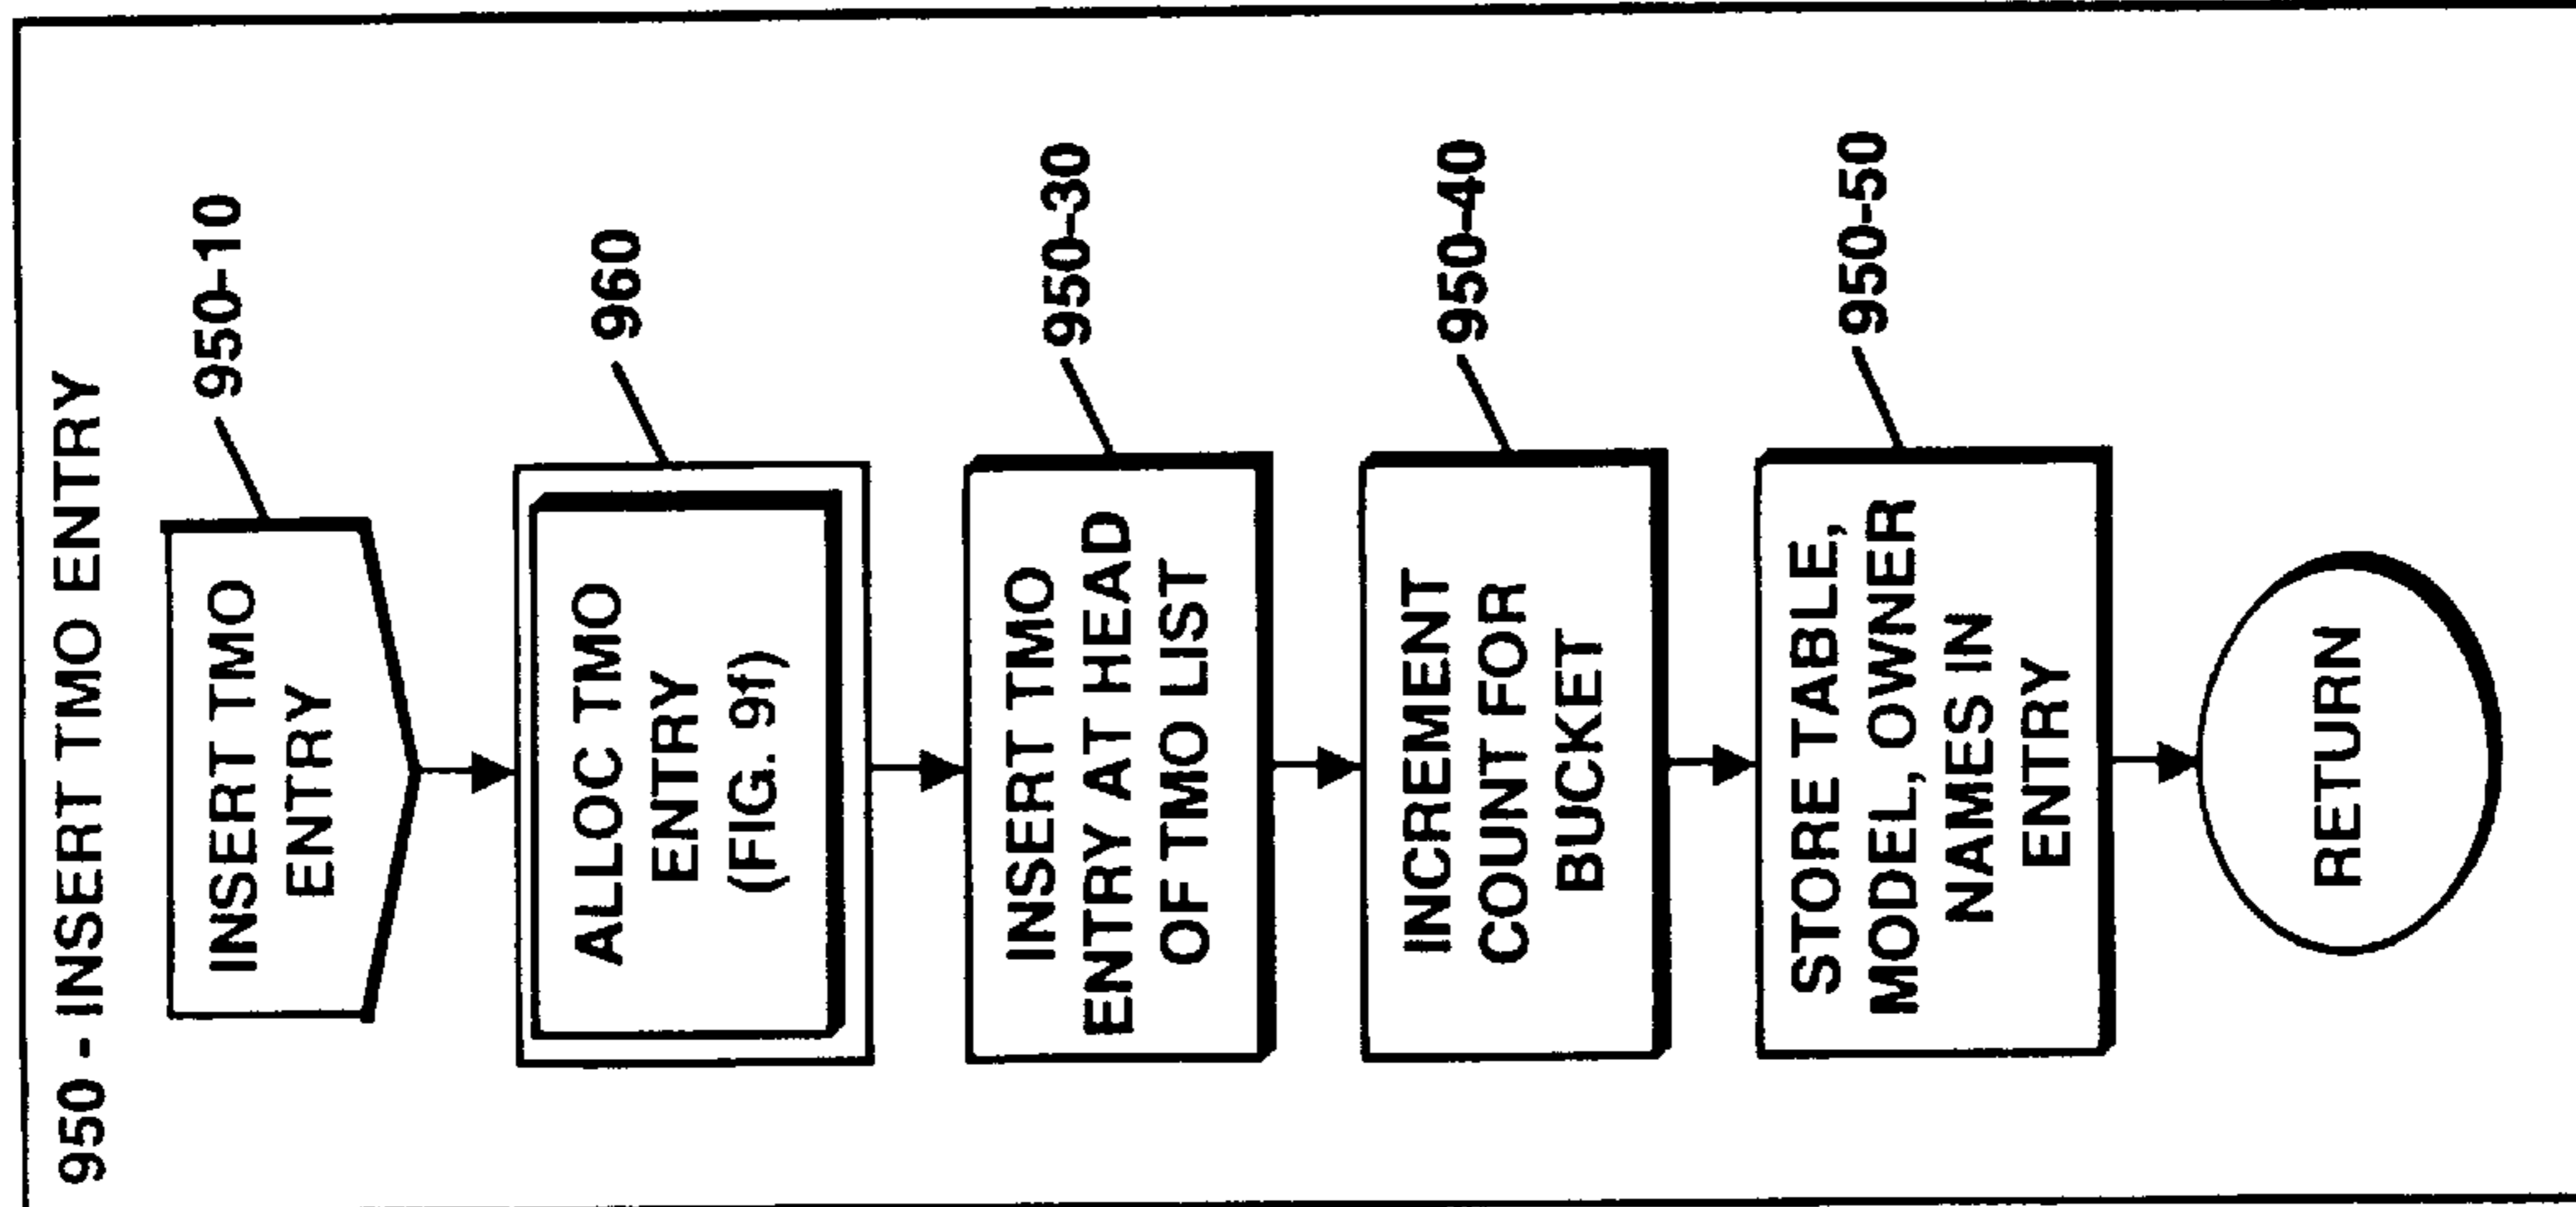 950 - INSERT TMO ENTRY
950-10
INSERT TMO
ENTRY
960
ALLOC TMO
ENTRY
(FIG. 9f)
950-30
INSERT TMO
ENTRY AT HEAD
OF TMO LIST
950-40
INCREMENT
COUNT FOR
BUCKET
950-50
STORE TABLE,
MODEL, OWNER
NAMES IN
ENTRY
RETURN